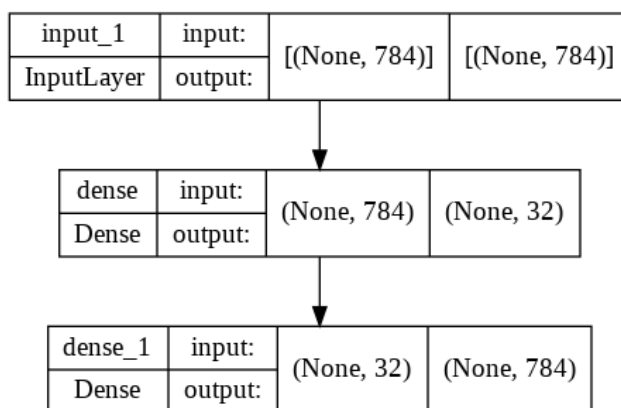 input_1 input: [(None, 784)] [(None, 784)]
InputLayer output:
dense input: (None, 784) (None, 32)
Dense output:
dense_1 input: (None, 32) (None, 784)
Dense output: